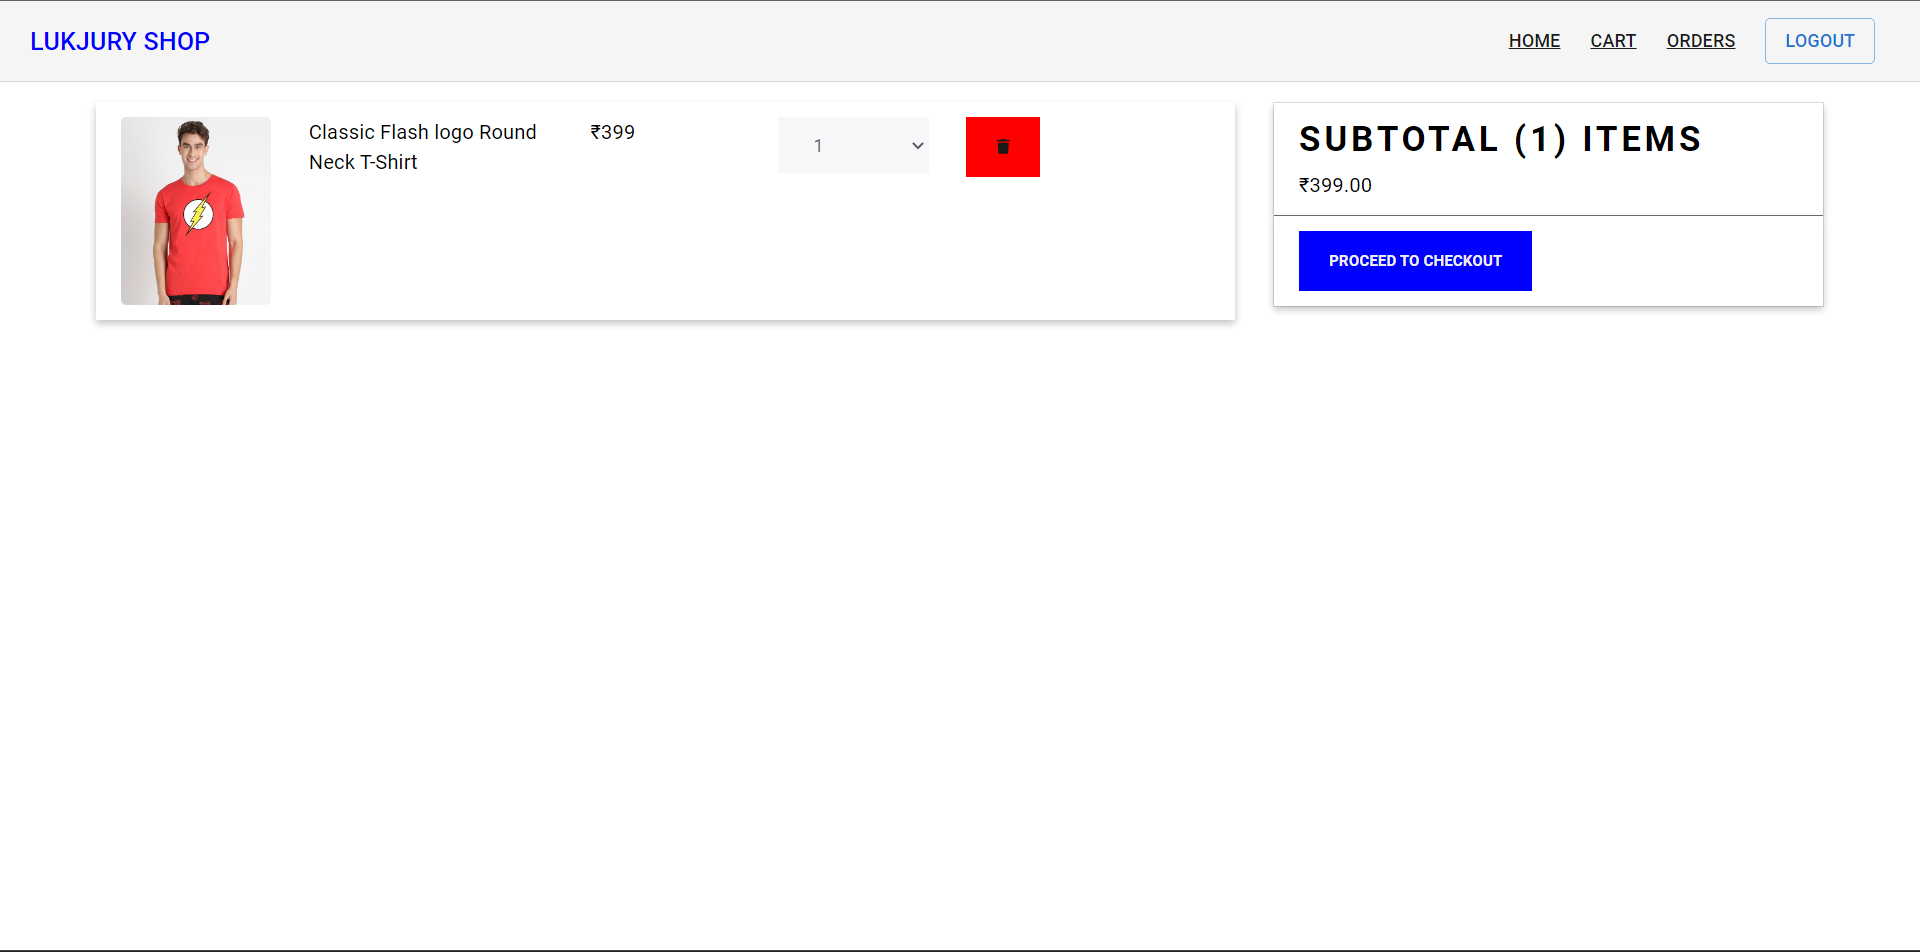 LUKJURY SHOP
HOME
CART
ORDERS
LOGOUT
Classic Flash logo Round
Neck T-Shirt
₹399
1
SUBTOTAL (1) ITEMS
₹399.00
PROCEED TO CHECKOUT